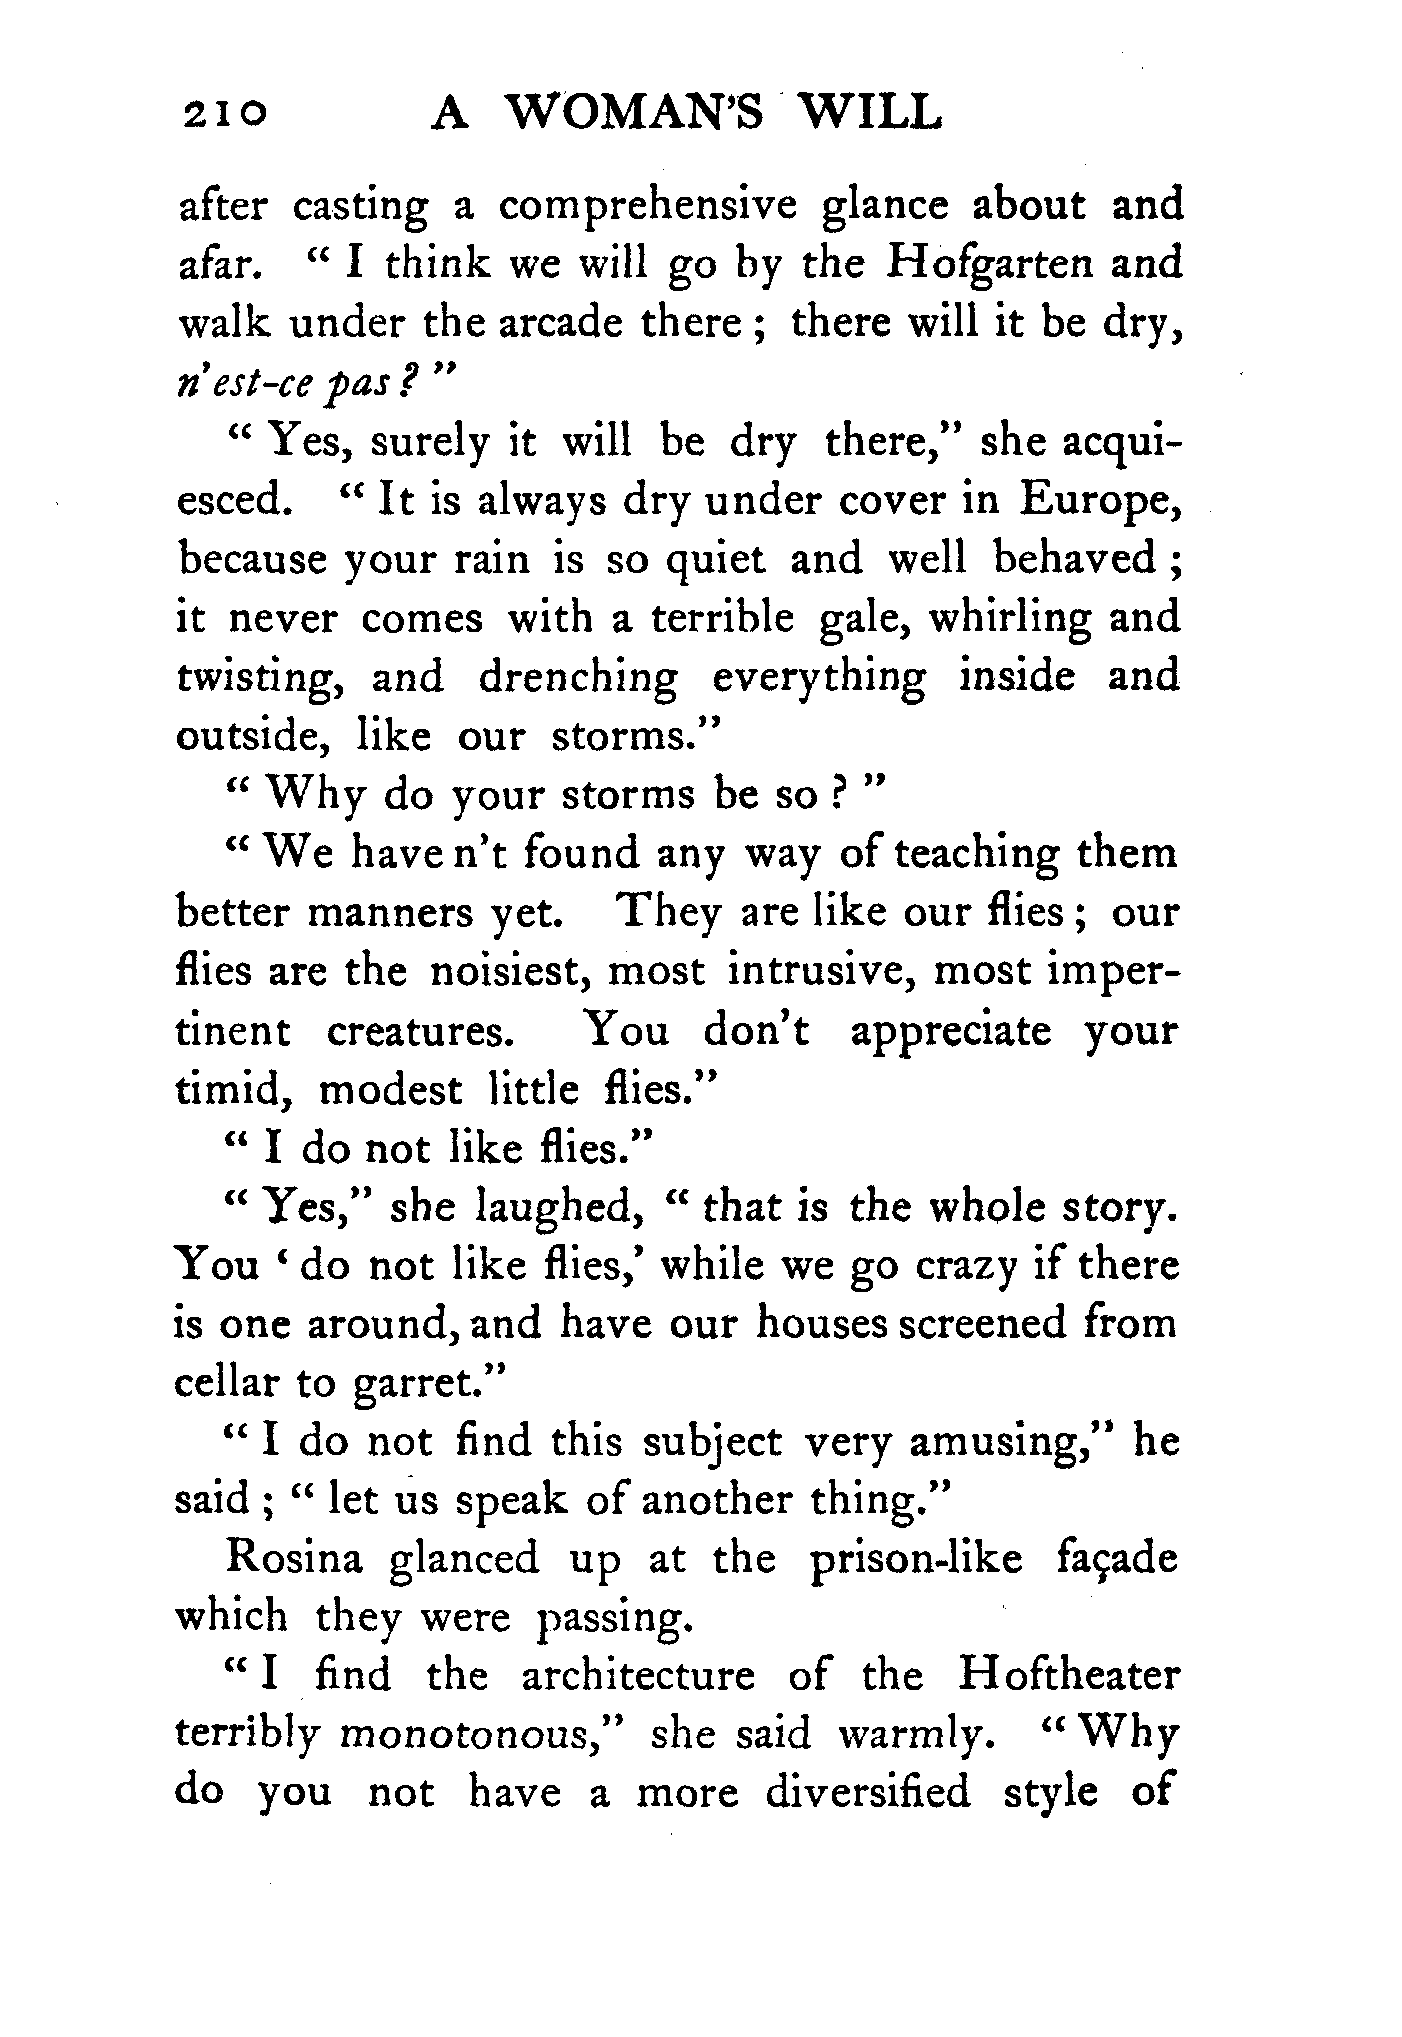 210 A WOMAN'S WILL
after casting a comprehensive glance about and
afar. “ I think we will go by the Hofgarten and
walk under the arcade there ; there will it be dry,
n'est-ce pas ? ”
“ Yes, surely it will be dry there,” she acqui-
esced. “ It is always dry under cover in Europe,
because your rain is so quiet and well behaved ;
it never comes with a terrible gale, whirling and
twisting, and drenching everything inside and
outside, like our storms.”
“ Why do your storms be so ? ”
“ We have n't found any way of teaching them
better manners yet. They are like our flies ; our
flies are the noisiest, most intrusive, most imper-
tinent creatures. You don't appreciate your
timid, modest little flies.”
“ I do not like flies.”
“ Yes,” she laughed, “ that is the whole story.
You ‘ do not like flies,’ while we go crazy if there
is one around, and have our houses screened from
cellar to garret.”
“ I do not find this subject very amusing,” he
said ; “ let us speak of another thing.”
Rosina glanced up at the prison-like façade
which they were passing.
“ I find the architecture of the Hoftheater
terribly monotonous,” she said warmly. “ Why
do you not have a more diversified style of